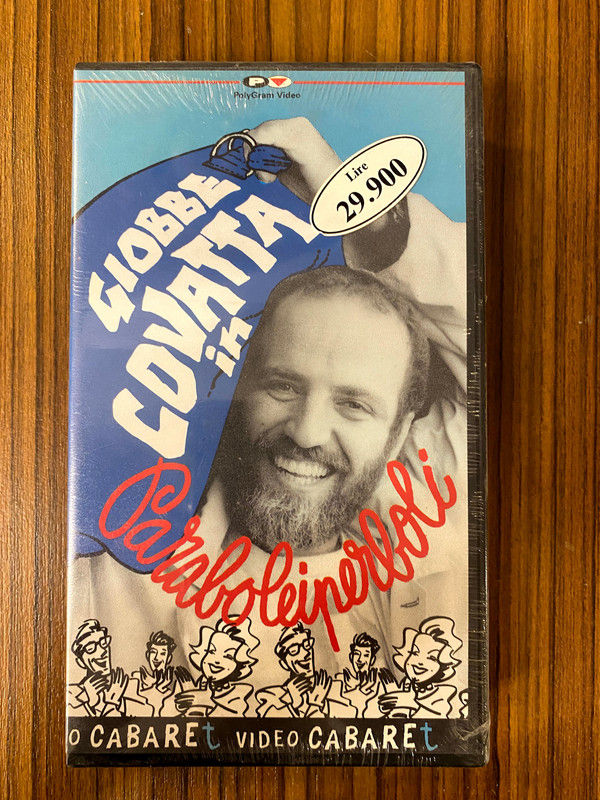 PolyGram Video
Lire
29.900
GIOBBE
COVATTA
in
Paraboleiperboli
O CABAREt VIDEO CABAREt